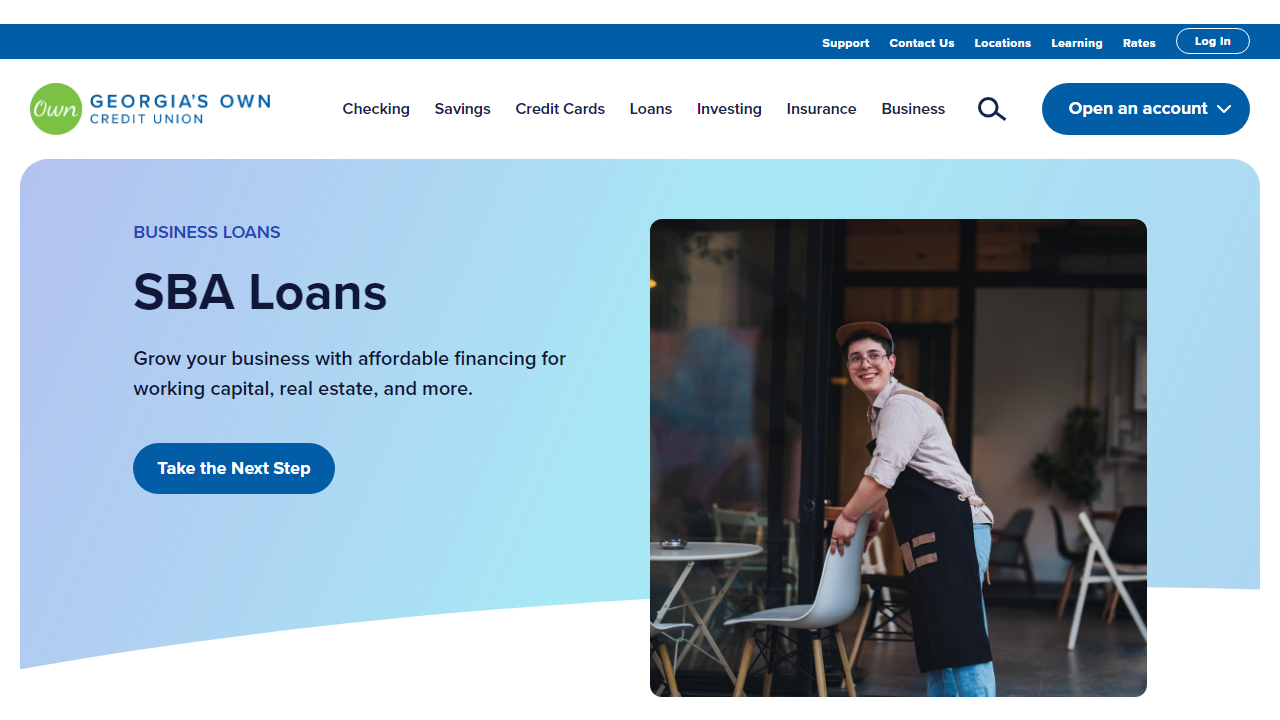 Support Contact Us Locations Learning Rates Log In
Own GEORGIA'S OWN
CREDIT UNION
Checking Savings Credit Cards Loans Investing Insurance Business Open an account
BUSINESS LOANS
SBA Loans
Grow your business with affordable financing for
working capital, real estate, and more.
Take the Next Step